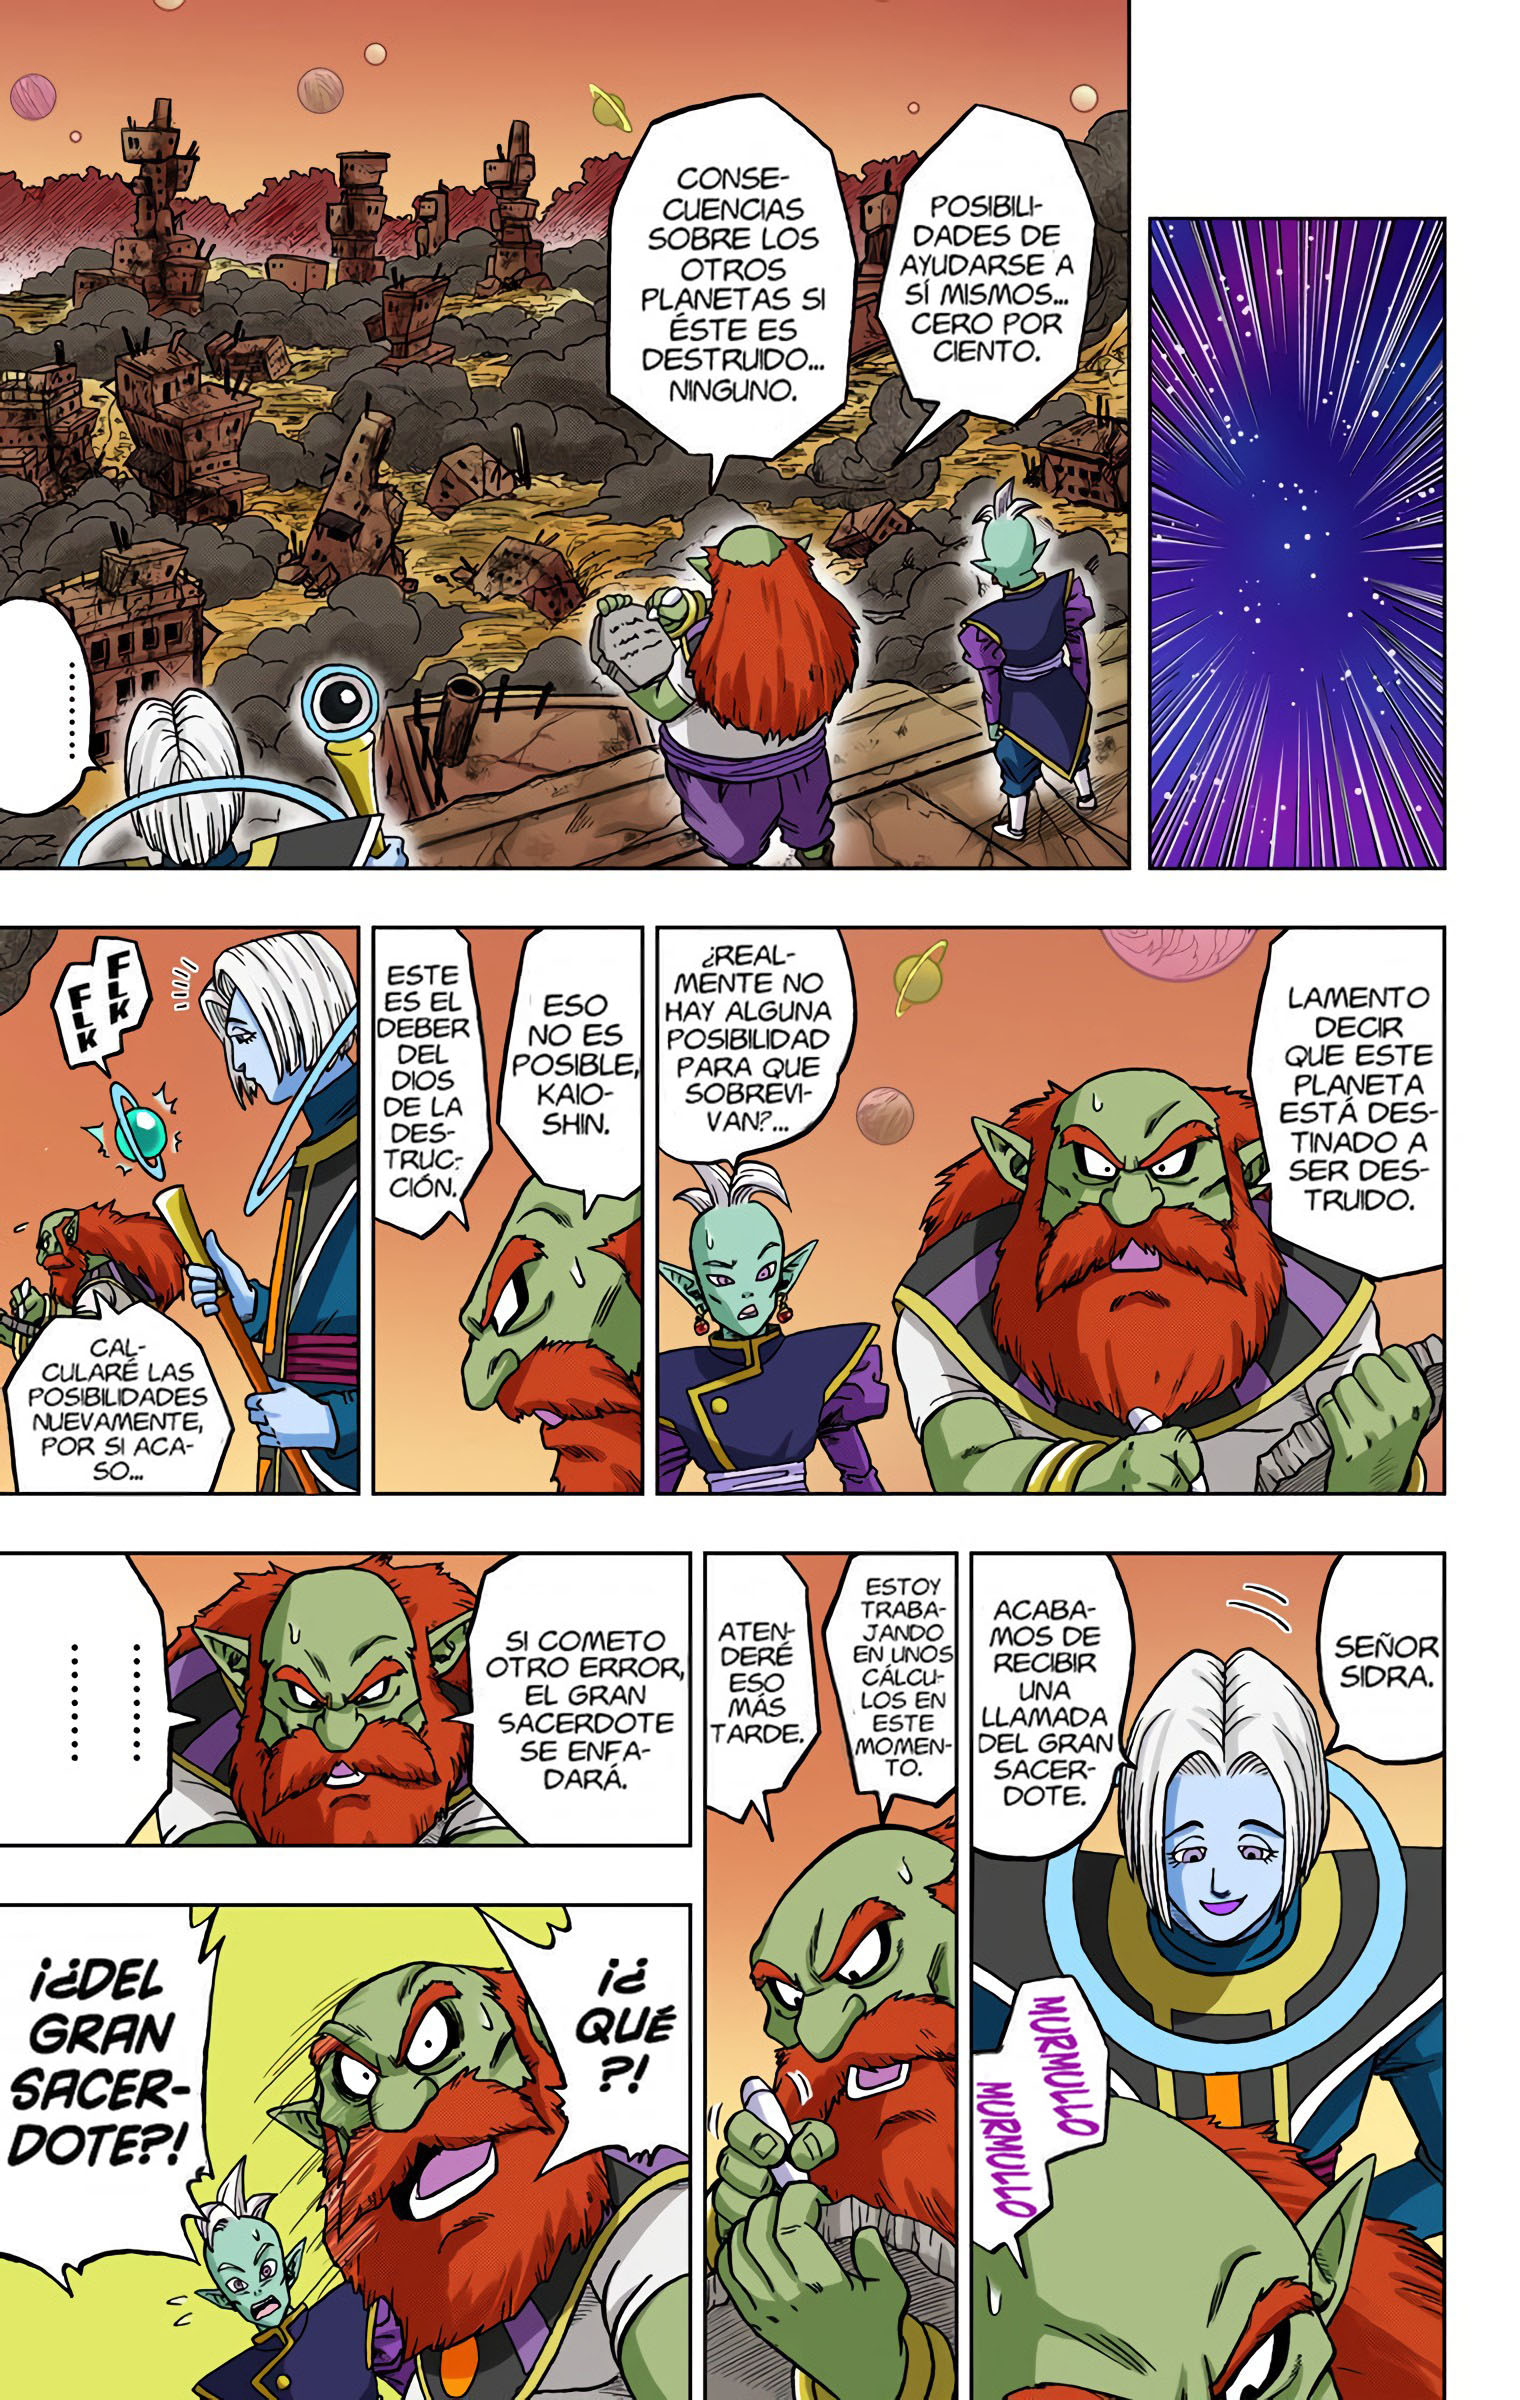 POSIBILI-
DADES DE
AYUDARSE A
SÍ MISMOS...
CERO POR
CIENTO.
CONSE-
CUENCIAS
SOBRE LOS
OTROS
PLANETAS SI
ÉSTE ES
DESTRUIDO...
NINGUNO.
.........
LAMENTO
DECIR
QUE ESTE
PLANETA
ESTÁ DES-
TINADO A
SER DES-
TRUIDO.
¿REAL-
MENTE NO
HAY ALGUNA
POSIBILIDAD
PARA QUE
SOBREVI-
VAN?...
ESO
NO ES
POSIBLE,
KAIO-
SHIN.
ESTE
ES EL
DEBER
DEL
DIOS
DE LA
DES-
TRUC-
CIÓN.
FLK
FLK
CAL-
CULARÉ LAS
POSIBILIDADES
NUEVAMENTE,
POR SI ACA-
SO...
SEÑOR
SIDRA.
ACABA-
MOS DE
RECIBIR
UNA
LLAMADA
DEL GRAN
SACER-
DOTE.
MURMULLO
MURMULLO
ESTOY
TRABA-
JANDO
EN UNOS
CÁLCU-
LOS EN
ESTE
MOMEN-
TO.
ATEN-
DERÉ
ESO
MÁS
TARDE.
SI COMETO
OTRO ERROR,
EL GRAN
SACERDOTE
SE ENFA-
DARÁ.
.........
.........
¡¿
QUÉ
?!
¡¿DEL
GRAN
SACER-
DOTE?!